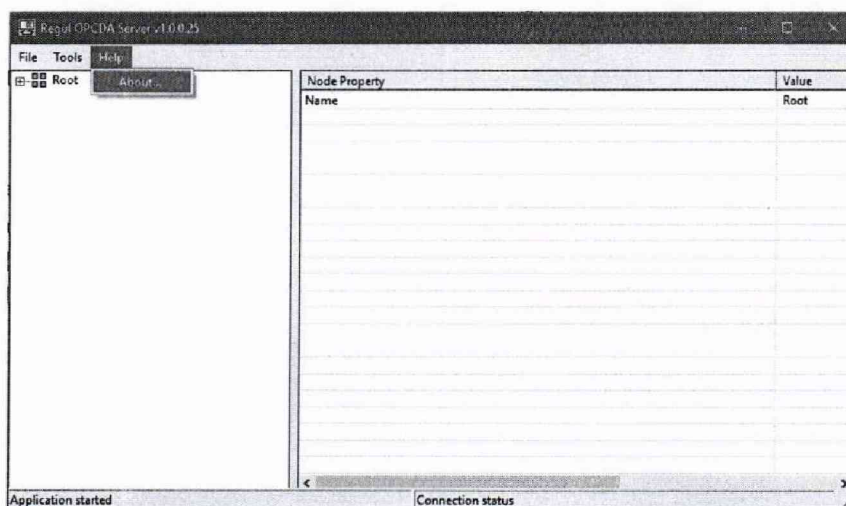 Regul OPCDA Server v1.0.0.25
File Tools Help
Root
About...
Node Property Value
Name Root
Application started Connection status